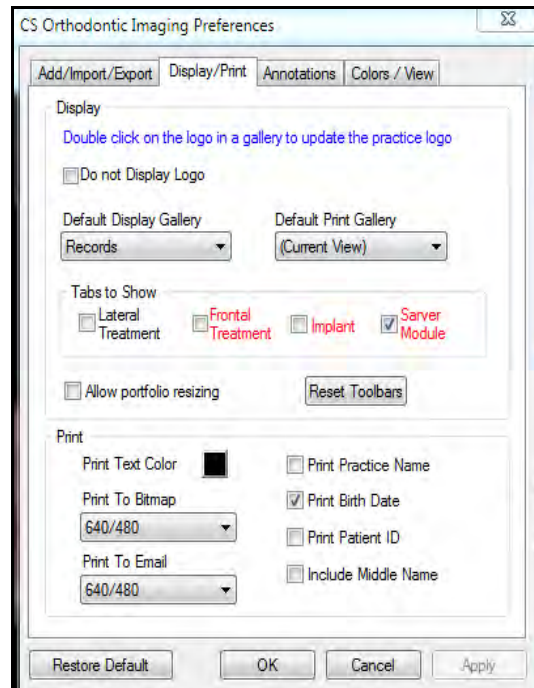 CS Orthodontic Imaging Preferences
Add/Import/Export Display/Print Annotations Colors / View
Display
Double click on the logo in a gallery to update the practice logo
Do not Display Logo
Default Display Gallery Default Print Gallery
Records (Current View)
Tabs to Show
Lateral Treatment Frontal Treatment Implant Sarver Module
Allow portfolio resizing Reset Toolbars
Print
Print Text Color Print Practice Name
Print To Bitmap Print Birth Date
640/480 Print Patient ID
Print To Email Include Middle Name
640/480
Restore Default OK Cancel Apply